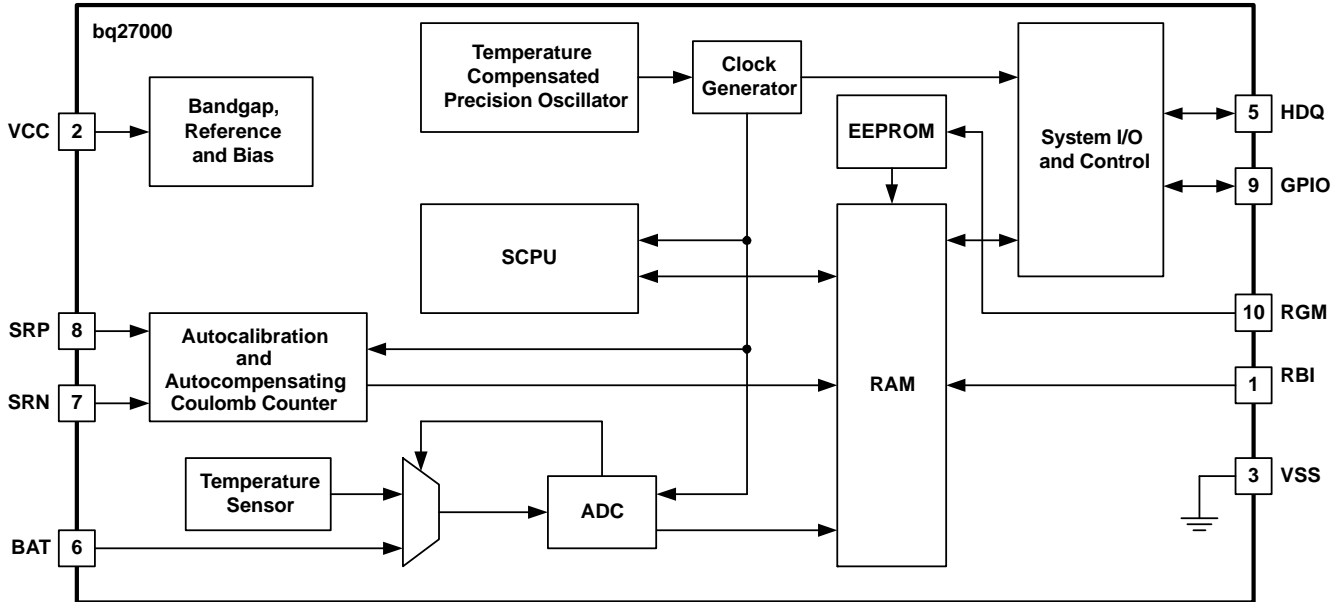 bq27000
Temperature
Compensated
Precision Oscillator
Clock
Generator
Bandgap,
Reference
and Bias
VCC 2
EEPROM
System I/O
and Control
5 HDQ
9 GPIO
SCPU
SRP 8
SRN 7
Autocalibration
and
Autocompensating
Coulomb Counter
RAM
10 RGM
1 RBI
Temperature
Sensor
ADC
3 VSS
BAT 6